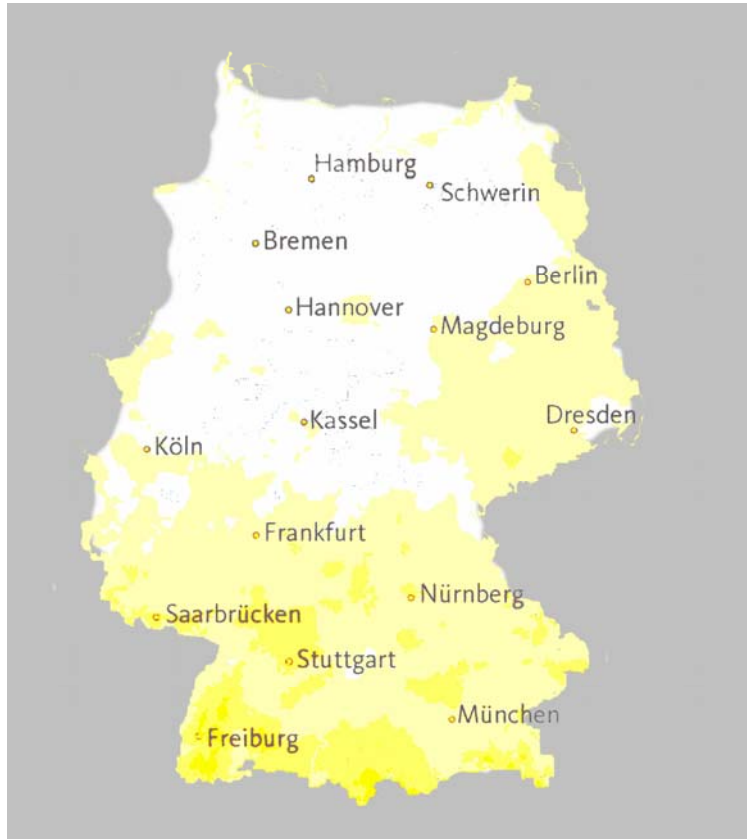 Hamburg
Schwerin
Bremen
Berlin
Hannover
Magdeburg
Kassel
Dresden
Köln
Frankfurt
Nürnberg
Saarbrücken
Stuttgart
München
Freiburg